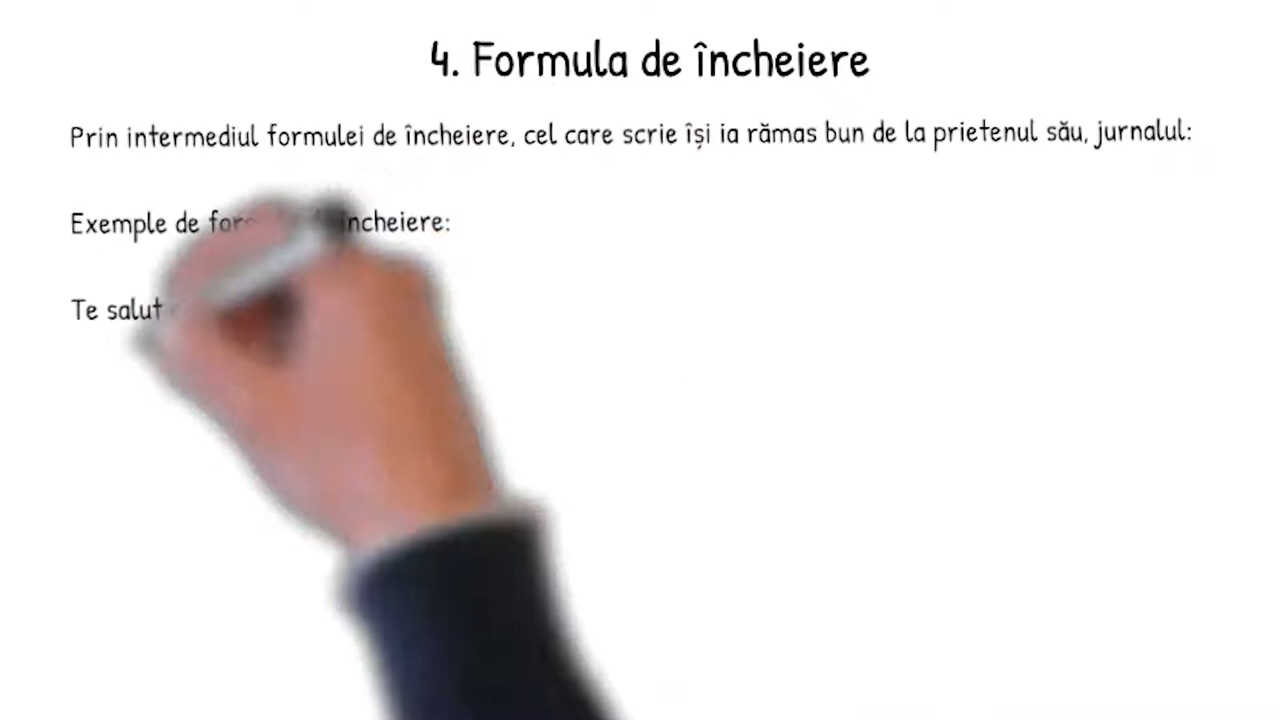 4. Formula de încheiere
Prin intermediul formulei de încheiere, cel care scrie își ia rămas bun de la prietenul său, jurnalul:
Exemple de încheiere:
Te salut